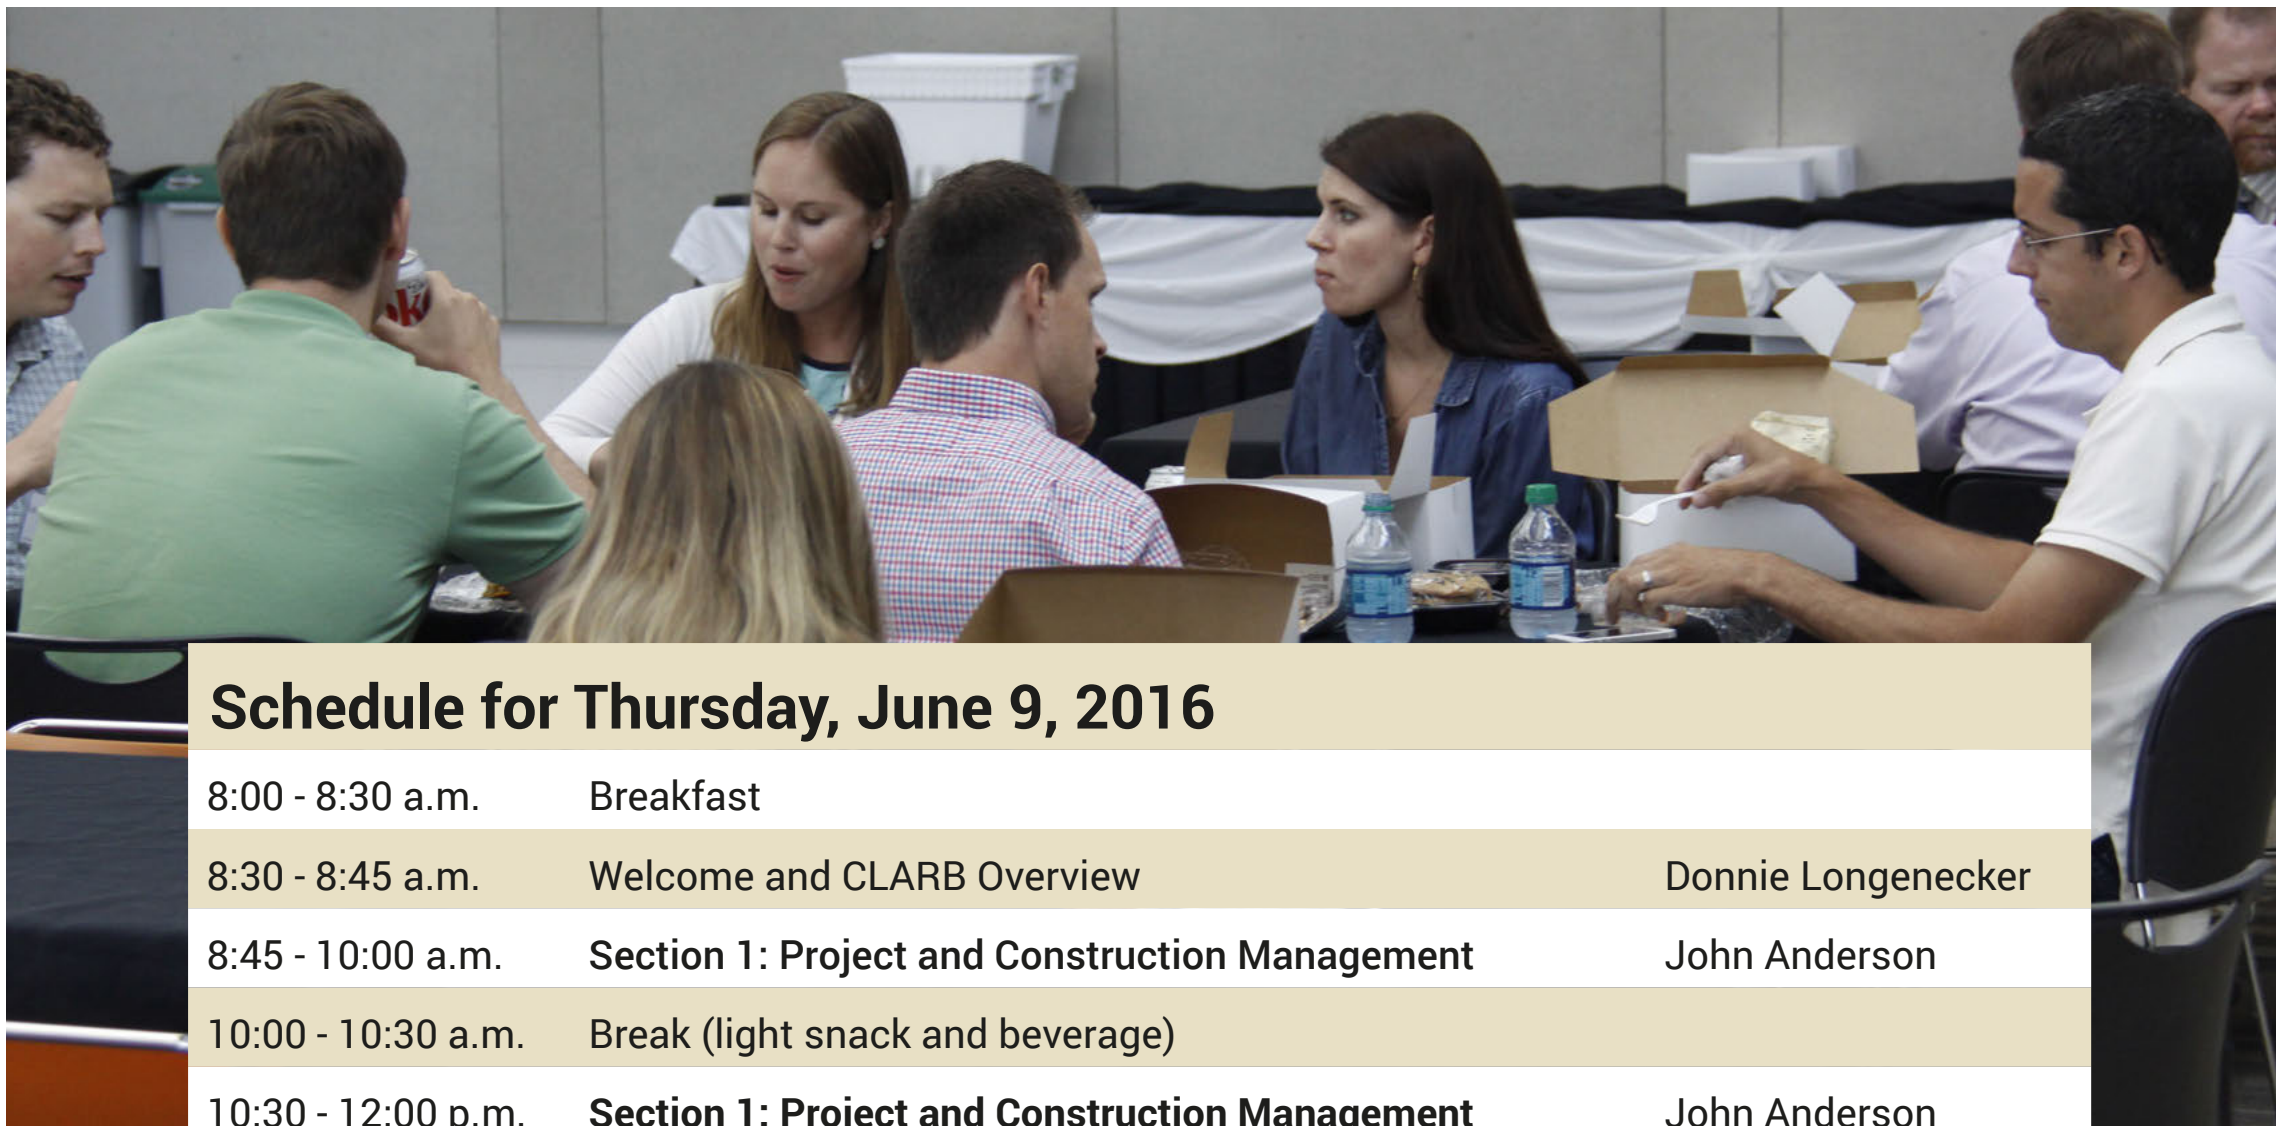 Schedule for Thursday, June 9, 2016
8:00 - 8:30 a.m. Breakfast
8:30 - 8:45 a.m. Welcome and CLARB Overview Donnie Longenecker
8:45 - 10:00 a.m. Section 1: Project and Construction Management John Anderson
10:00 - 10:30 a.m. Break (light snack and beverage)
10:30 - 12:00 p.m. Section 1: Project and Construction Management John Anderson